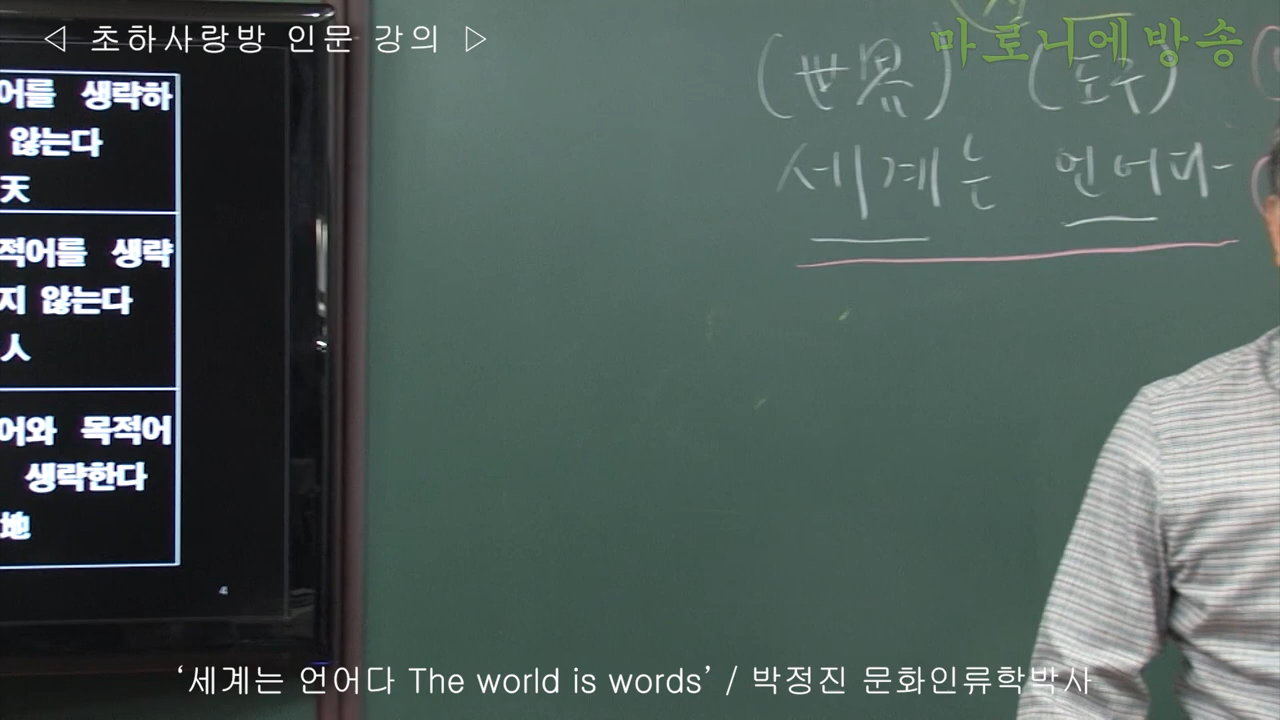 ◁ 초하사랑방 인문 강의 ▷
마로니에방송
어를 생략하
않는다
天
적어를 생략
지 않는다
人
어와 목적어
생략한다
地
(世界)
세계는 언어다
‘세계는 언어다 The world is words’ / 박정진 문화인류학박사